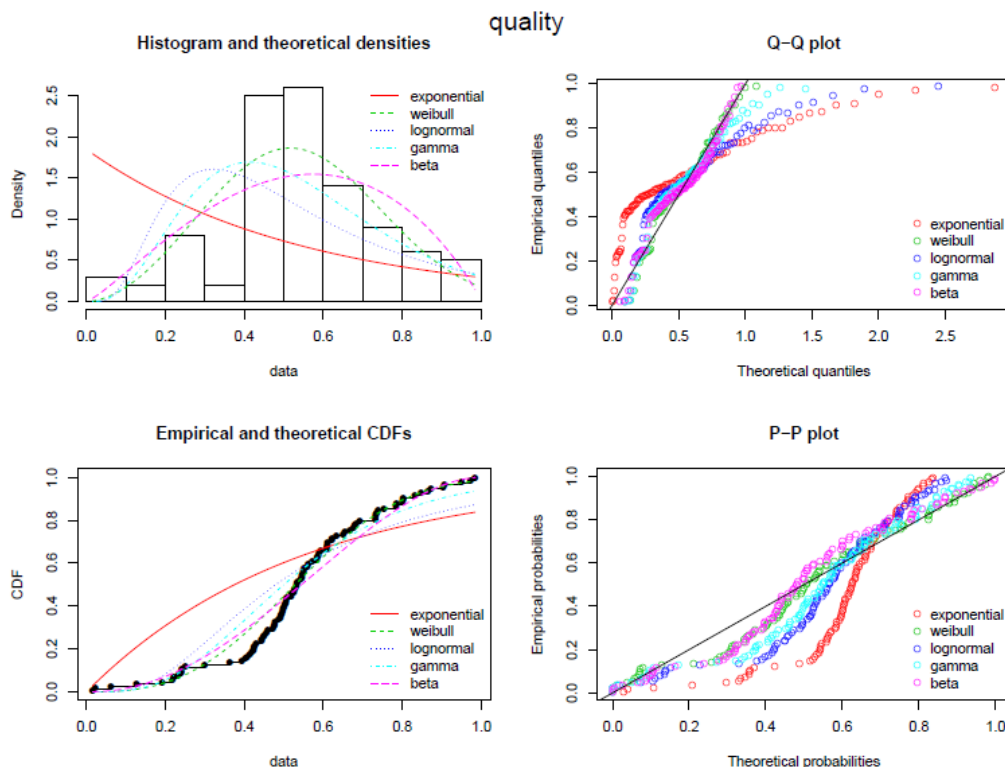 quality
Histogram and theoretical densities
Density
0.0 0.5 1.0 1.5 2.0 2.5
exponential
weibull
lognormal
gamma
beta
0.0 0.2 0.4 0.6 0.8 1.0
data
Q−Q plot
Empirical quantiles
0.0 0.2 0.4 0.6 0.8 1.0
exponential
weibull
lognormal
gamma
beta
0.0 0.5 1.0 1.5 2.0 2.5
Theoretical quantiles
Empirical and theoretical CDFs
CDF
0.0 0.2 0.4 0.6 0.8 1.0
exponential
weibull
lognormal
gamma
beta
0.0 0.2 0.4 0.6 0.8 1.0
data
P−P plot
Empirical probabilities
0.0 0.2 0.4 0.6 0.8 1.0
exponential
weibull
lognormal
gamma
beta
0.0 0.2 0.4 0.6 0.8 1.0
Theoretical probabilities